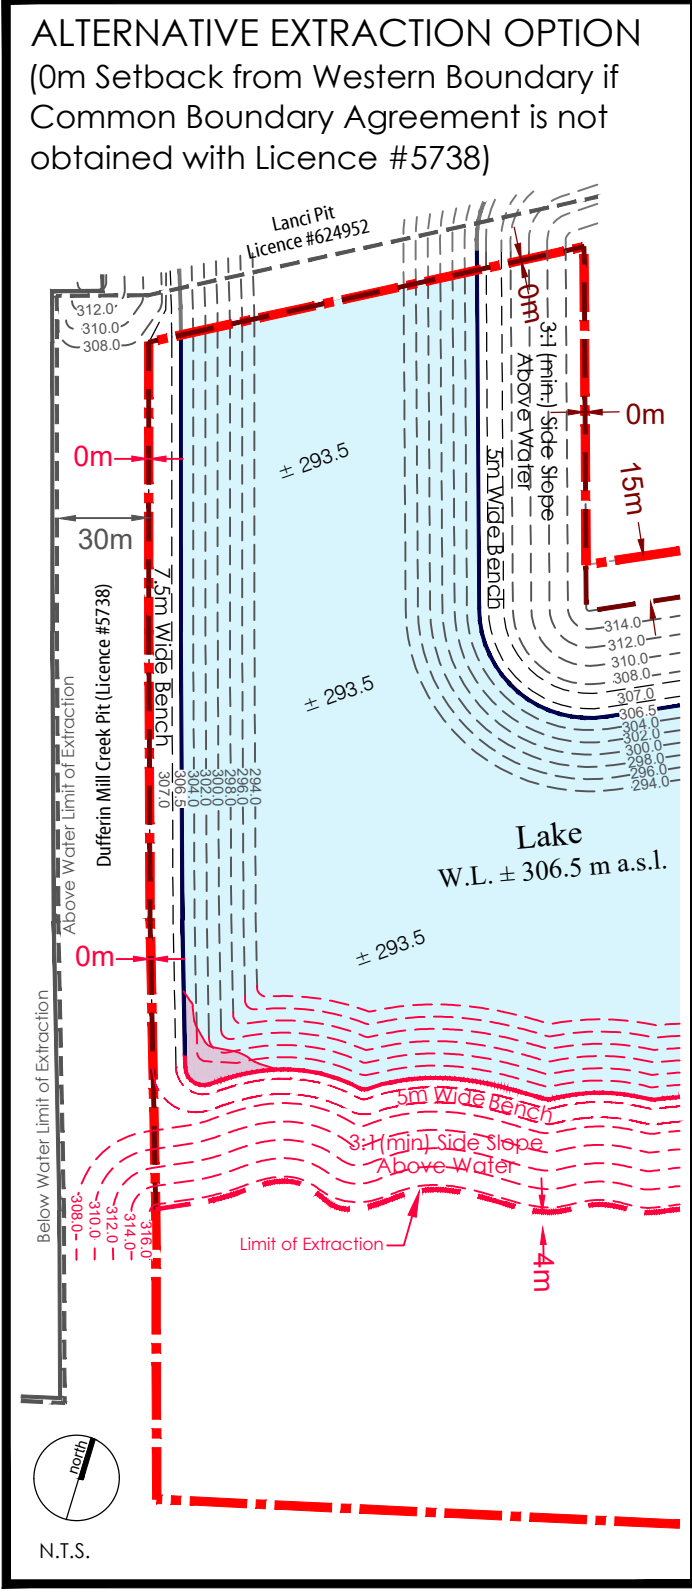 ALTERNATIVE EXTRACTION OPTION
(0m Setback from Western Boundary if
Common Boundary Agreement is not
obtained with Licence #5738)
Lanci Pit
Licence #624952
312.0
310.0
308.0
0m
3:1 (min.) Side Slope
Above Water
0m
15m
0m
± 293.5
5m Wide Bench
30m
7.5m Wide Bench
Dufferin Mill Creek Pit (Licence #5738)
Above Water Limit of Extraction
314.0
312.0
310.0
308.0
307.0
306.5
304.0
302.0
300.0
298.0
296.0
294.0
± 293.5
307.0
306.5
304.0
302.0
300.0
298.0
296.0
294.0
Lake
W.L. ± 306.5 m a.s.l.
± 293.5
0m
Below Water Limit of Extraction
5m Wide Bench
3:1(min) Side Slope
Above Water
308.0
310.0
312.0
314.0
316.0
Limit of Extraction
4m
north
N.T.S.